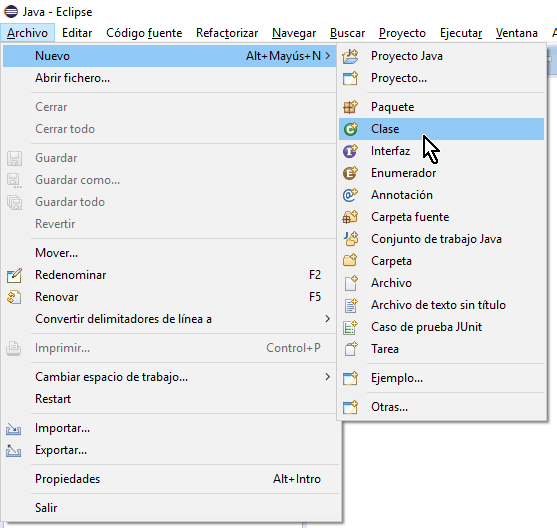 Java - Eclipse
Archivo Editar Código fuente Refactorizar Navegar Buscar Proyecto Ejecutar Ventana
Nuevo Alt+Mayús+N
Abrir fichero...
Cerrar
Cerrar todo
Guardar
Guardar como...
Guardar todo
Revertir
Mover...
Redenominar F2
Renovar F5
Convertir delimitadores de línea a
Imprimir... Control+P
Cambiar espacio de trabajo...
Restart
Importar...
Exportar...
Propiedades Alt+Intro
Salir
Proyecto Java
Proyecto...
Paquete
Clase
Interfaz
Enumerador
Annotación
Carpeta fuente
Conjunto de trabajo Java
Carpeta
Archivo
Archivo de texto sin título
Caso de prueba JUnit
Tarea
Ejemplo...
Otras...